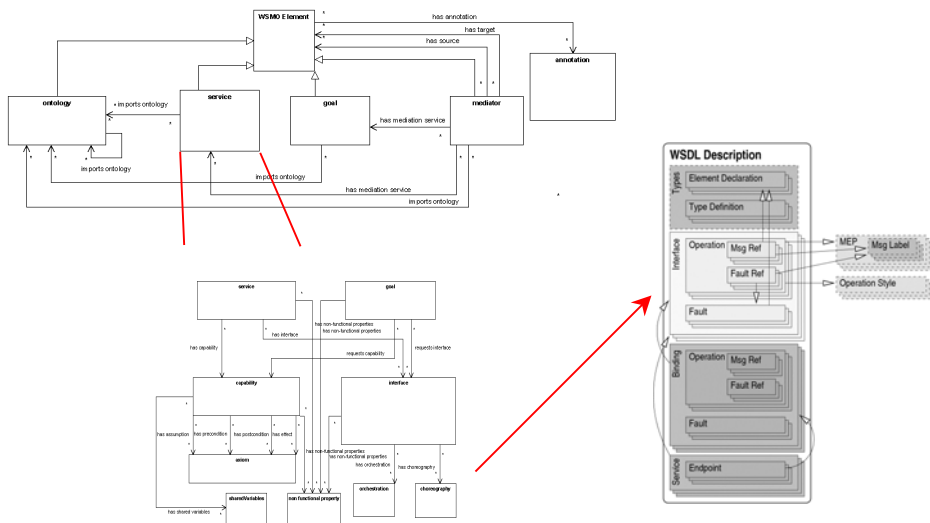 WSMO Element
has annotation
has target
has source
annotation
ontology
service
goal
mediator
* imports ontology
has mediation service
imports ontology
imports ontology
has mediation service
imports ontology
service
goal
has non-functional properties
has non-functional properties
has interface
has capability
requests capability
requests interface
capability
interface
has assumption
has precondition
has postcondition
has effect
has non-functional properties
has non-functional properties
has orchestration
has choreography
axiom
sharedVariables
non functional property
orchestration
choreography
has shared variables
WSDL Description
Types
Element Declaration
Type Definition
Interface
Operation
Msg Ref
Fault Ref
Fault
MEP
Msg Label
Operation Style
Binding
Operation
Msg Ref
Fault Ref
Fault
Service
Endpoint